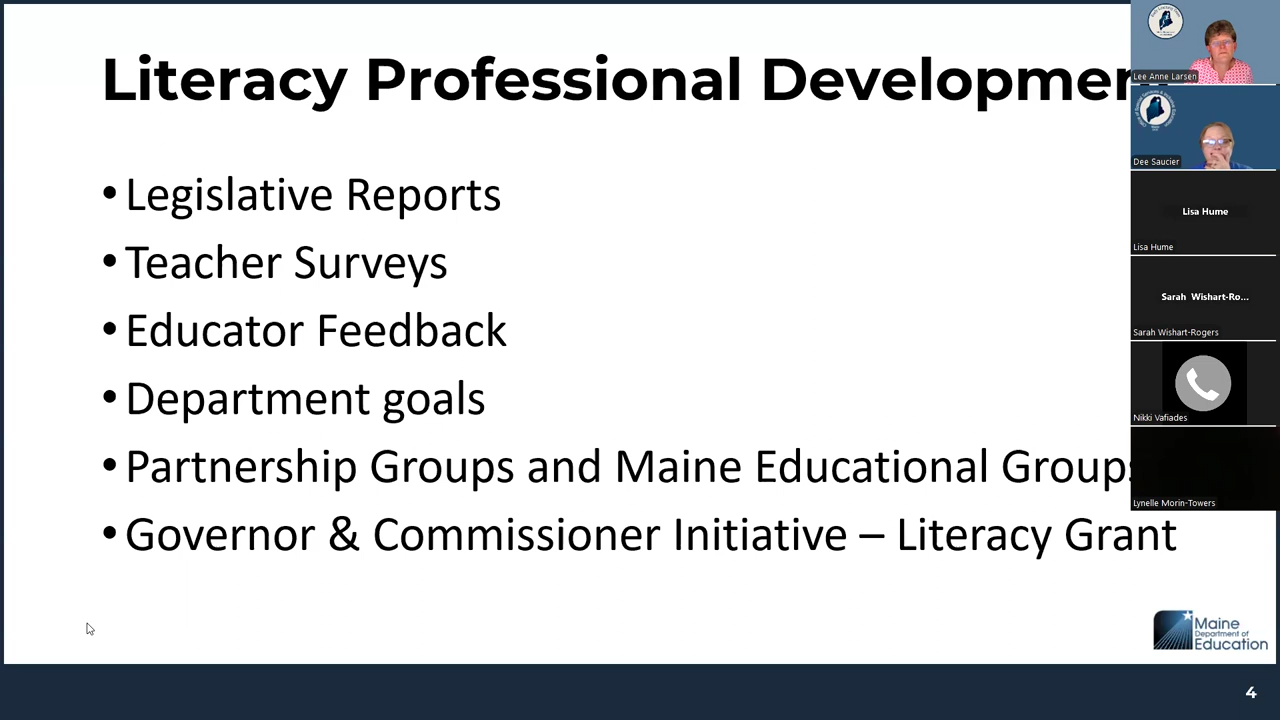 Literacy Professional Developmen
• Legislative Reports
• Teacher Surveys
• Educator Feedback
• Department goals
• Partnership Groups and Maine Educational Groups
• Governor & Commissioner Initiative – Literacy Grant
Maine
Department of
Education
4
Lee Anne Larsen
Dee Saucier
Lisa Hume
Lisa Hume
Sarah Wishart-Ro...
Sarah Wishart-Rogers
Nikki Vafiades
Lynelle Morin-Towers